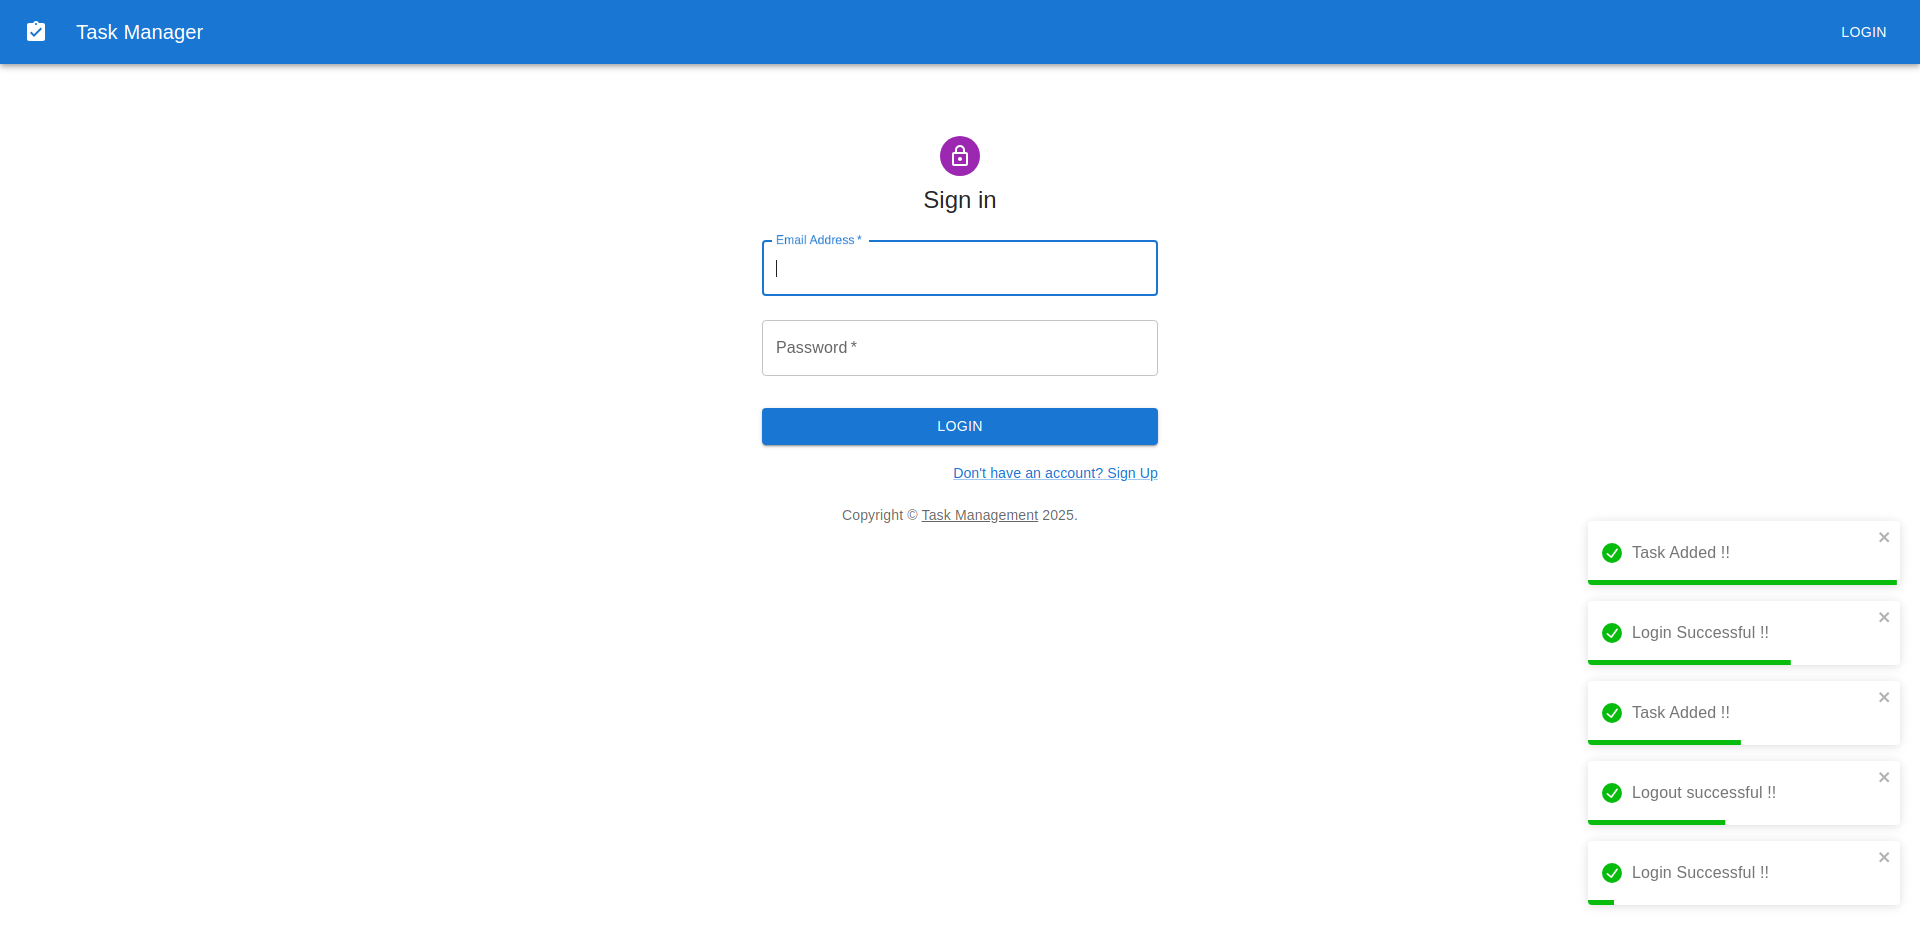 Task Manager
LOGIN
Sign in
Email Address *
Password *
LOGIN
Don't have an account? Sign Up
Copyright © Task Management 2025.
Task Added !!
Login Successful !!
Task Added !!
Logout successful !!
Login Successful !!